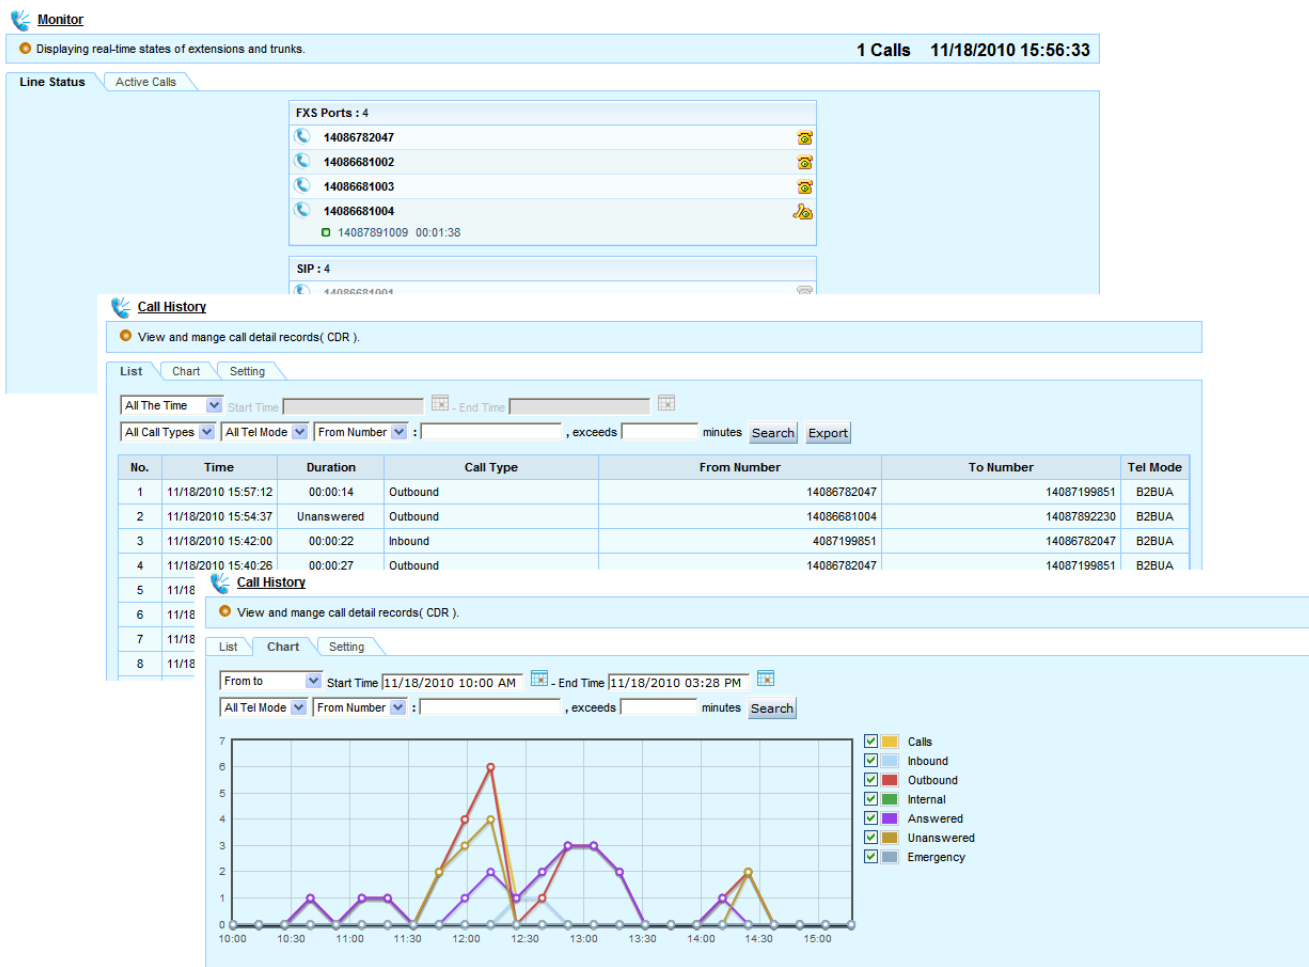 Monitor
Displaying real-time states of extensions and trunks.
1 Calls 11/18/2010 15:56:33
Line Status Active Calls
FXS Ports : 4
14086782047
14086681002
14086681003
14086681004
14087891009 00:01:38
SIP : 4
14086681001
Call History
View and mange call detail records( CDR ).
List Chart Setting
All The Time Start Time - End Time
All Call Types All Tel Mode From Number : , exceeds minutes Search Export
No. Time Duration Call Type From Number To Number Tel Mode
1 11/18/2010 15:57:12 00:00:14 Outbound 14086782047 14087199851 B2BUA
2 11/18/2010 15:54:37 Unanswered Outbound 14086681004 14087892230 B2BUA
3 11/18/2010 15:42:00 00:00:22 Inbound 4087199851 14086782047 B2BUA
4 11/18/2010 15:40:26 00:00:27 Outbound 14086782047 14087199851 B2BUA
5 11/18
6 11/18
7 11/18
8 11/18
Call History
View and mange call detail records( CDR ).
List Chart Setting
From to Start Time 11/18/2010 10:00 AM - End Time 11/18/2010 03:28 PM
All Tel Mode From Number : , exceeds minutes Search
7
6
5
4
3
2
1
0
10:00 10:30 11:00 11:30 12:00 12:30 13:00 13:30 14:00 14:30 15:00
Calls
Inbound
Outbound
Internal
Answered
Unanswered
Emergency